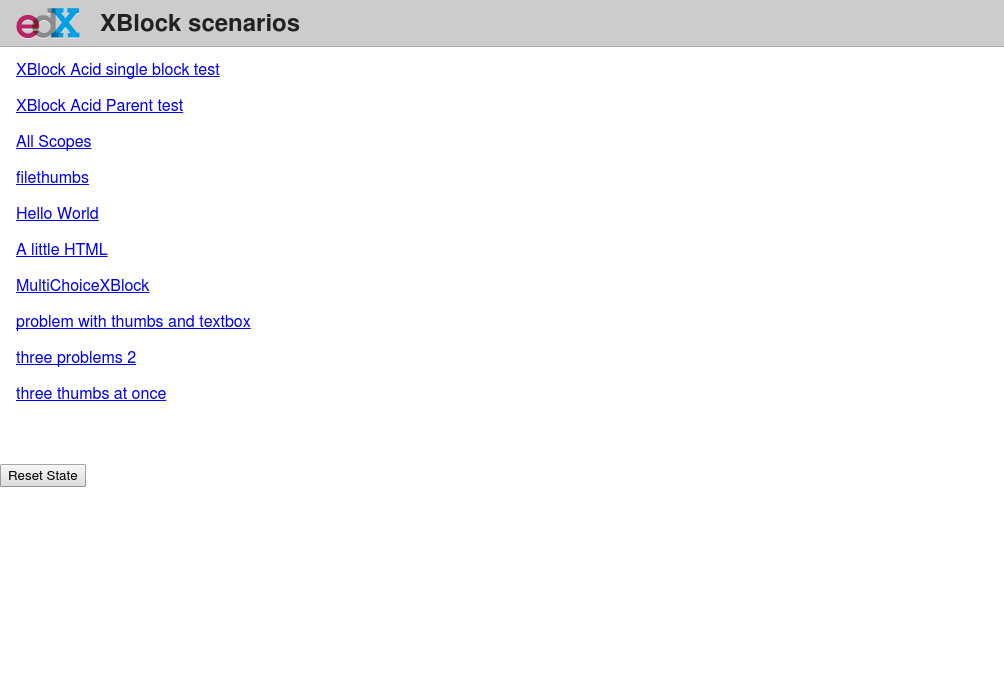 edX XBlock scenarios
XBlock Acid single block test
XBlock Acid Parent test
All Scopes
filethumbs
Hello World
A little HTML
MultiChoiceXBlock
problem with thumbs and textbox
three problems 2
three thumbs at once
Reset State